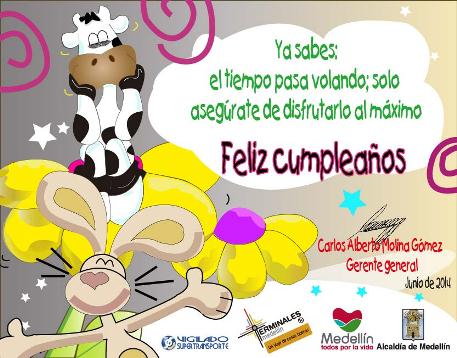 Ya sabes:
el tiempo pasa volando; solo
asegúrate de disfrutarlo al máximo
Feliz cumpleaños
Carlos Alberto Molina Gómez
Gerente general
Junio de 2014
VIGILADO
SUPERTRANSPORTE
TERMINALES
Medellín
todos por la vida
Alcaldía de Medellín